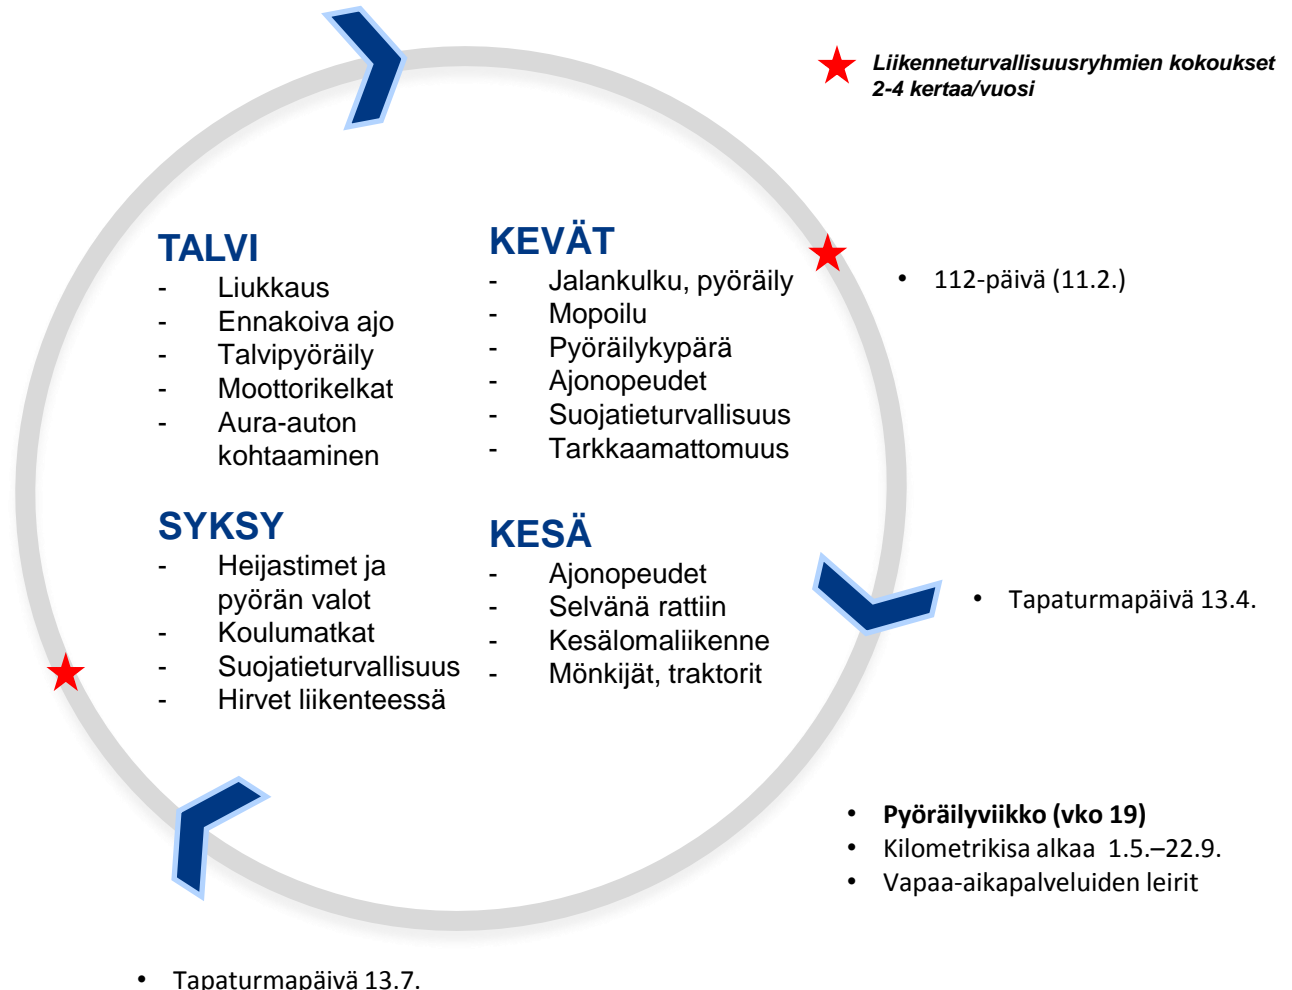 Liikenneturvallisuusryhmien kokoukset
2-4 kertaa/vuosi
TALVI
- Liukkaus
- Ennakoiva ajo
- Talvipyöräily
- Moottorikelkat
- Aura-auton
kohtaaminen
KEVÄT
- Jalankulku, pyöräily
- Mopoilu
- Pyöräilykypärä
- Ajonopeudet
- Suojatieturvallisuus
- Tarkkaamattomuus
• 112-päivä (11.2.)
SYKSY
- Heijastimet ja
pyörän valot
- Koulumatkat
- Suojatieturvallisuus
- Hirvet liikenteessä
KESÄ
- Ajonopeudet
- Selvänä rattiin
- Kesälomaliikenne
- Mönkijät, traktorit
• Tapaturmapäivä 13.4.
• Pyöräilyviikko (vko 19)
• Kilometrikisa alkaa 1.5.–22.9.
• Vapaa-aikapalveluiden leirit
• Tapaturmapäivä 13.7.